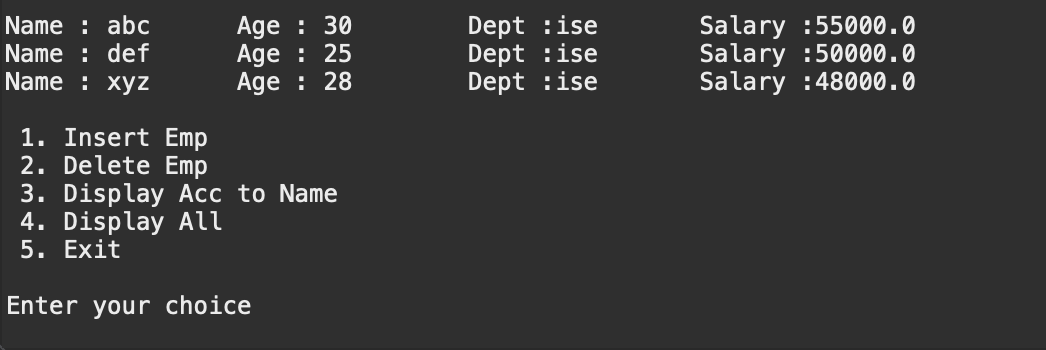 Name : abc      Age : 30        Dept :ise       Salary :55000.0
Name : def      Age : 25        Dept :ise       Salary :50000.0
Name : xyz      Age : 28        Dept :ise       Salary :48000.0
1. Insert Emp
2. Delete Emp
3. Display Acc to Name
4. Display All
5. Exit
Enter your choice